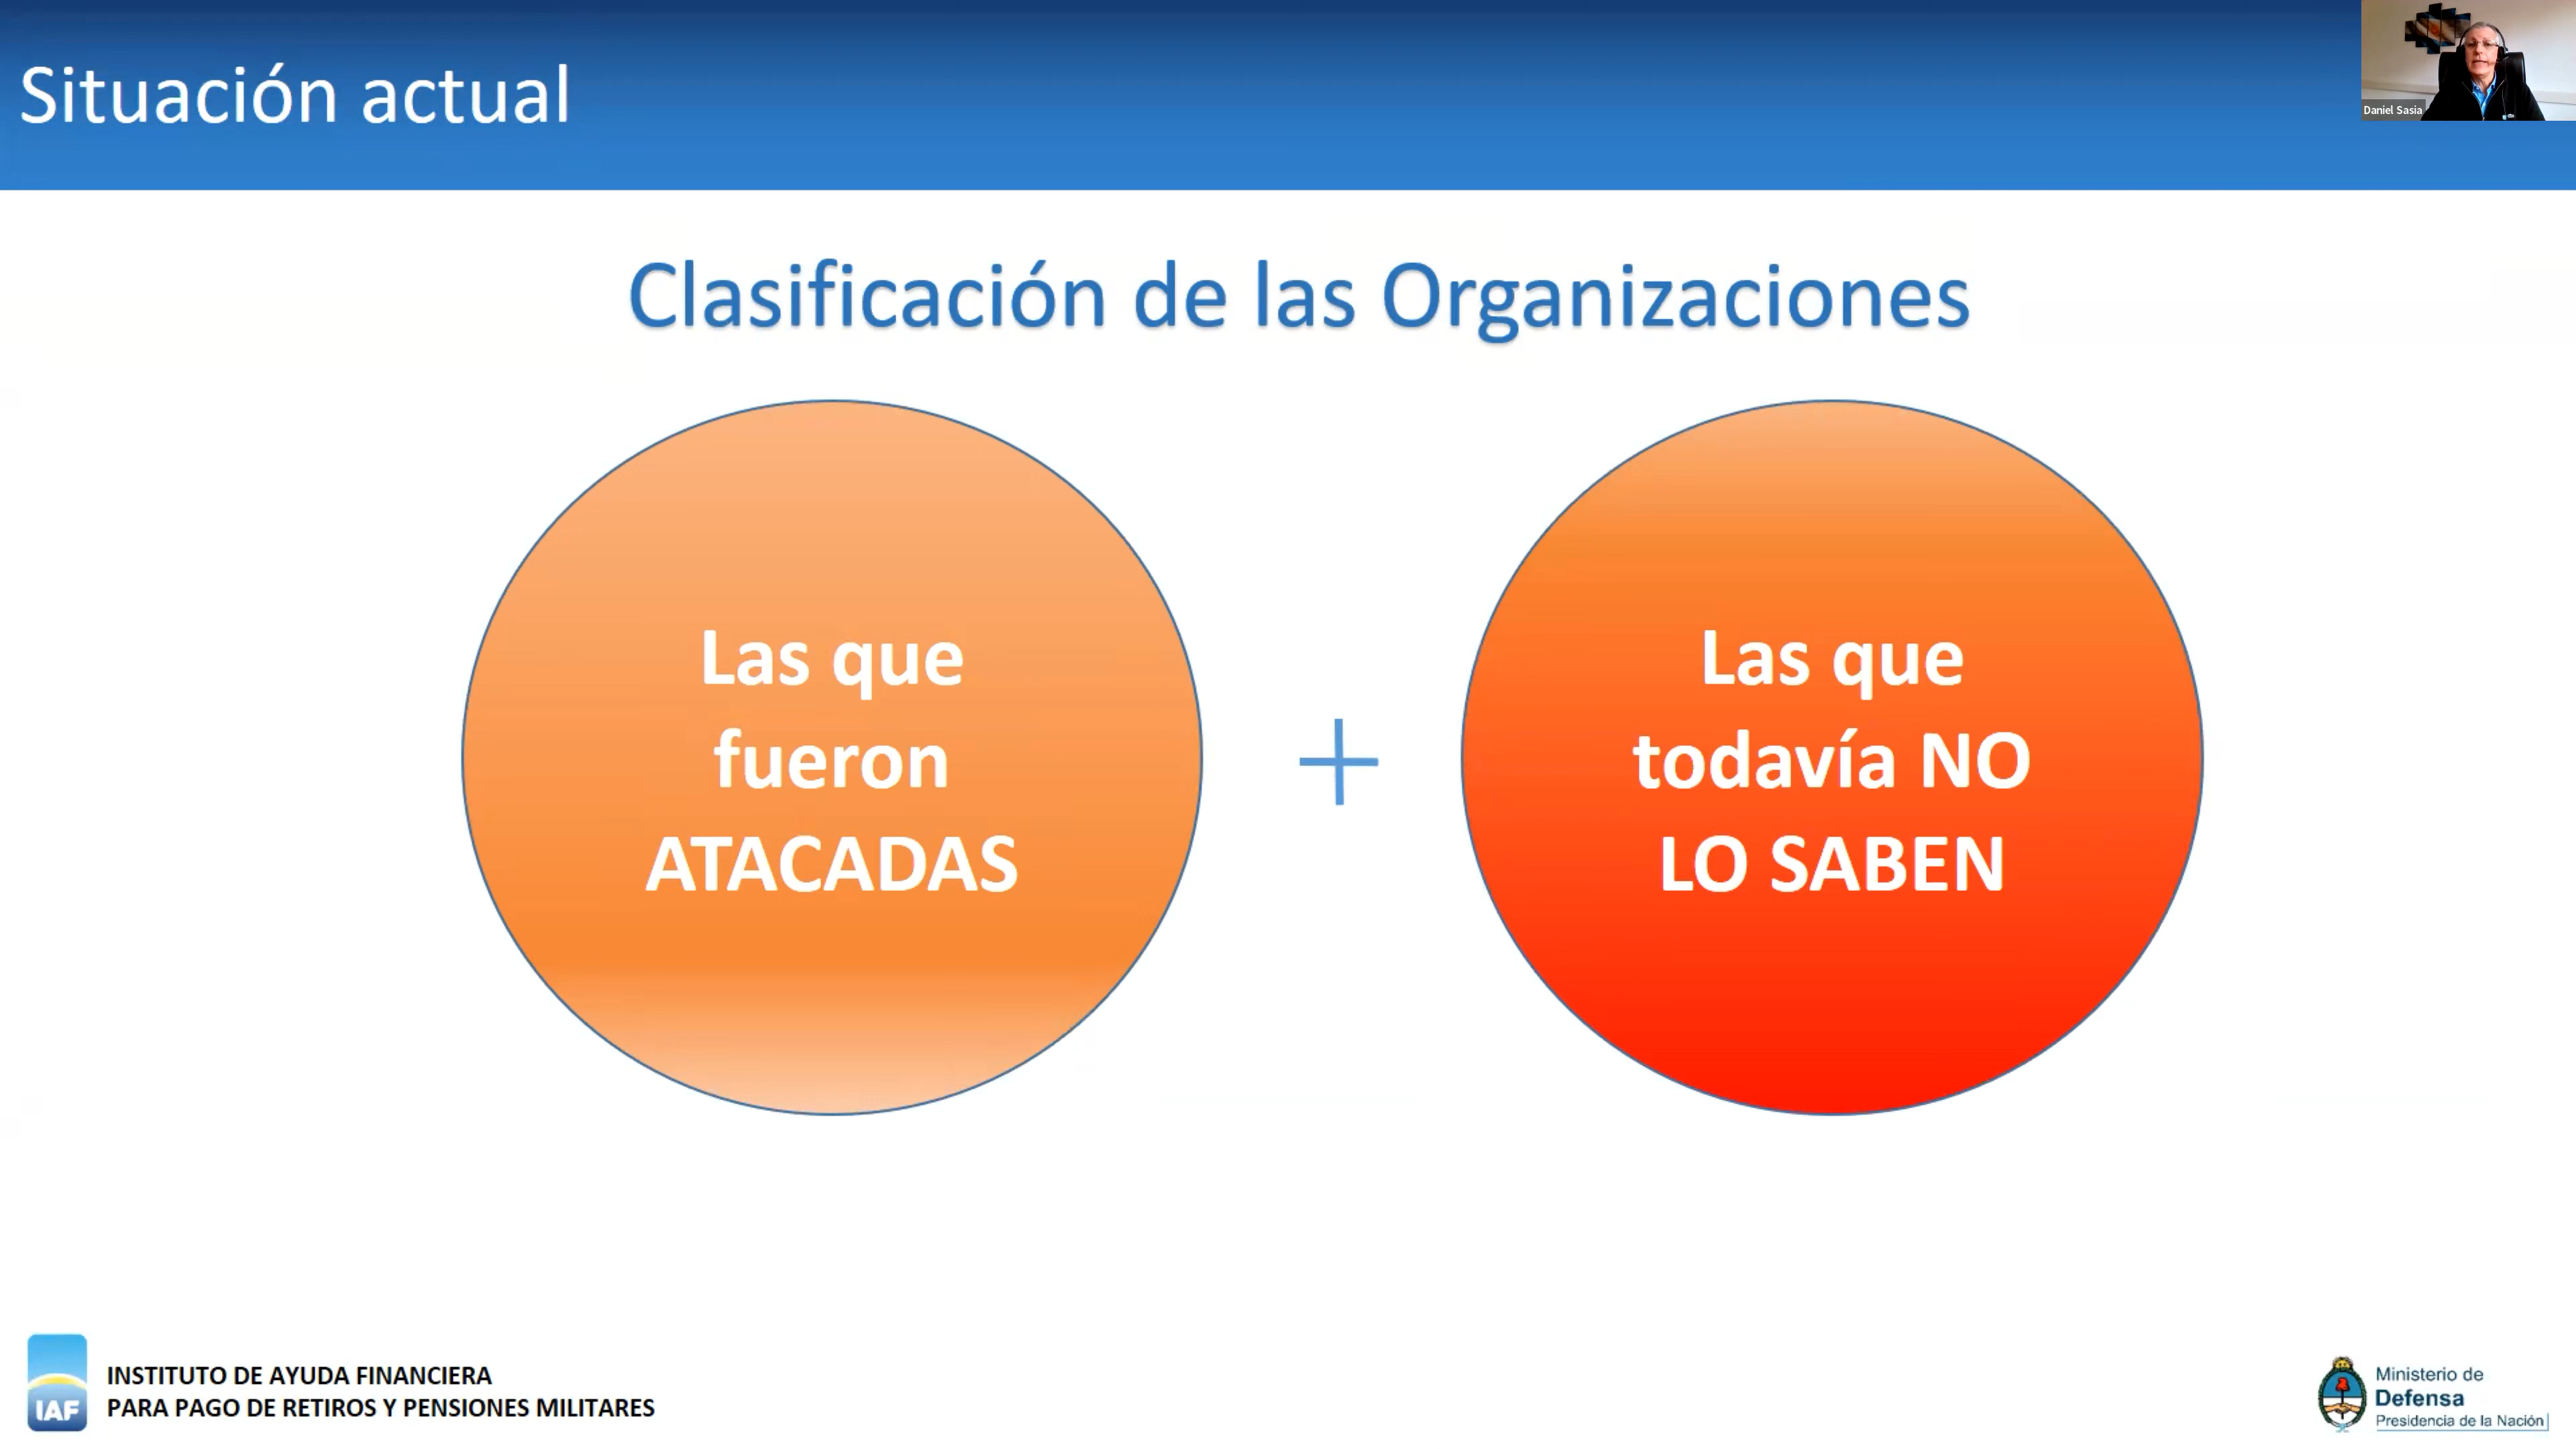 Situación actual
Daniel Sasia
Clasificación de las Organizaciones
Las que
fueron
ATACADAS
+
Las que
todavía NO
LO SABEN
IAF
INSTITUTO DE AYUDA FINANCIERA
PARA PAGO DE RETIROS Y PENSIONES MILITARES
Ministerio de
Defensa
Presidencia de la Nación